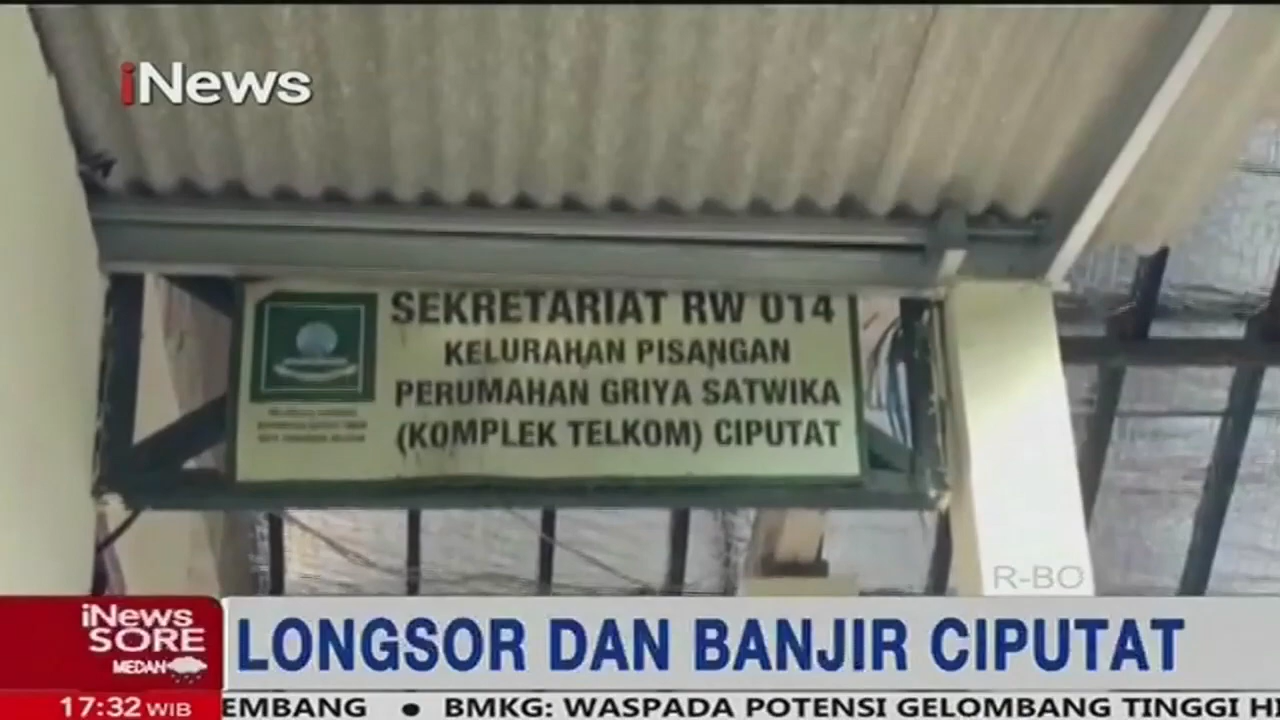 iNews
SEKRETARIAT RW 014
KELURAHAN PISANGAN
PERUMAHAN GRIYA SATWIKA
(KOMPLEK TELKOM) CIPUTAT
R-BO
iNews
SORE
MEDAN
LONGSOR DAN BANJIR CIPUTAT
17:32 WIB
EMBANG • BMKG: WASPADA POTENSI GELOMBANG TINGGI